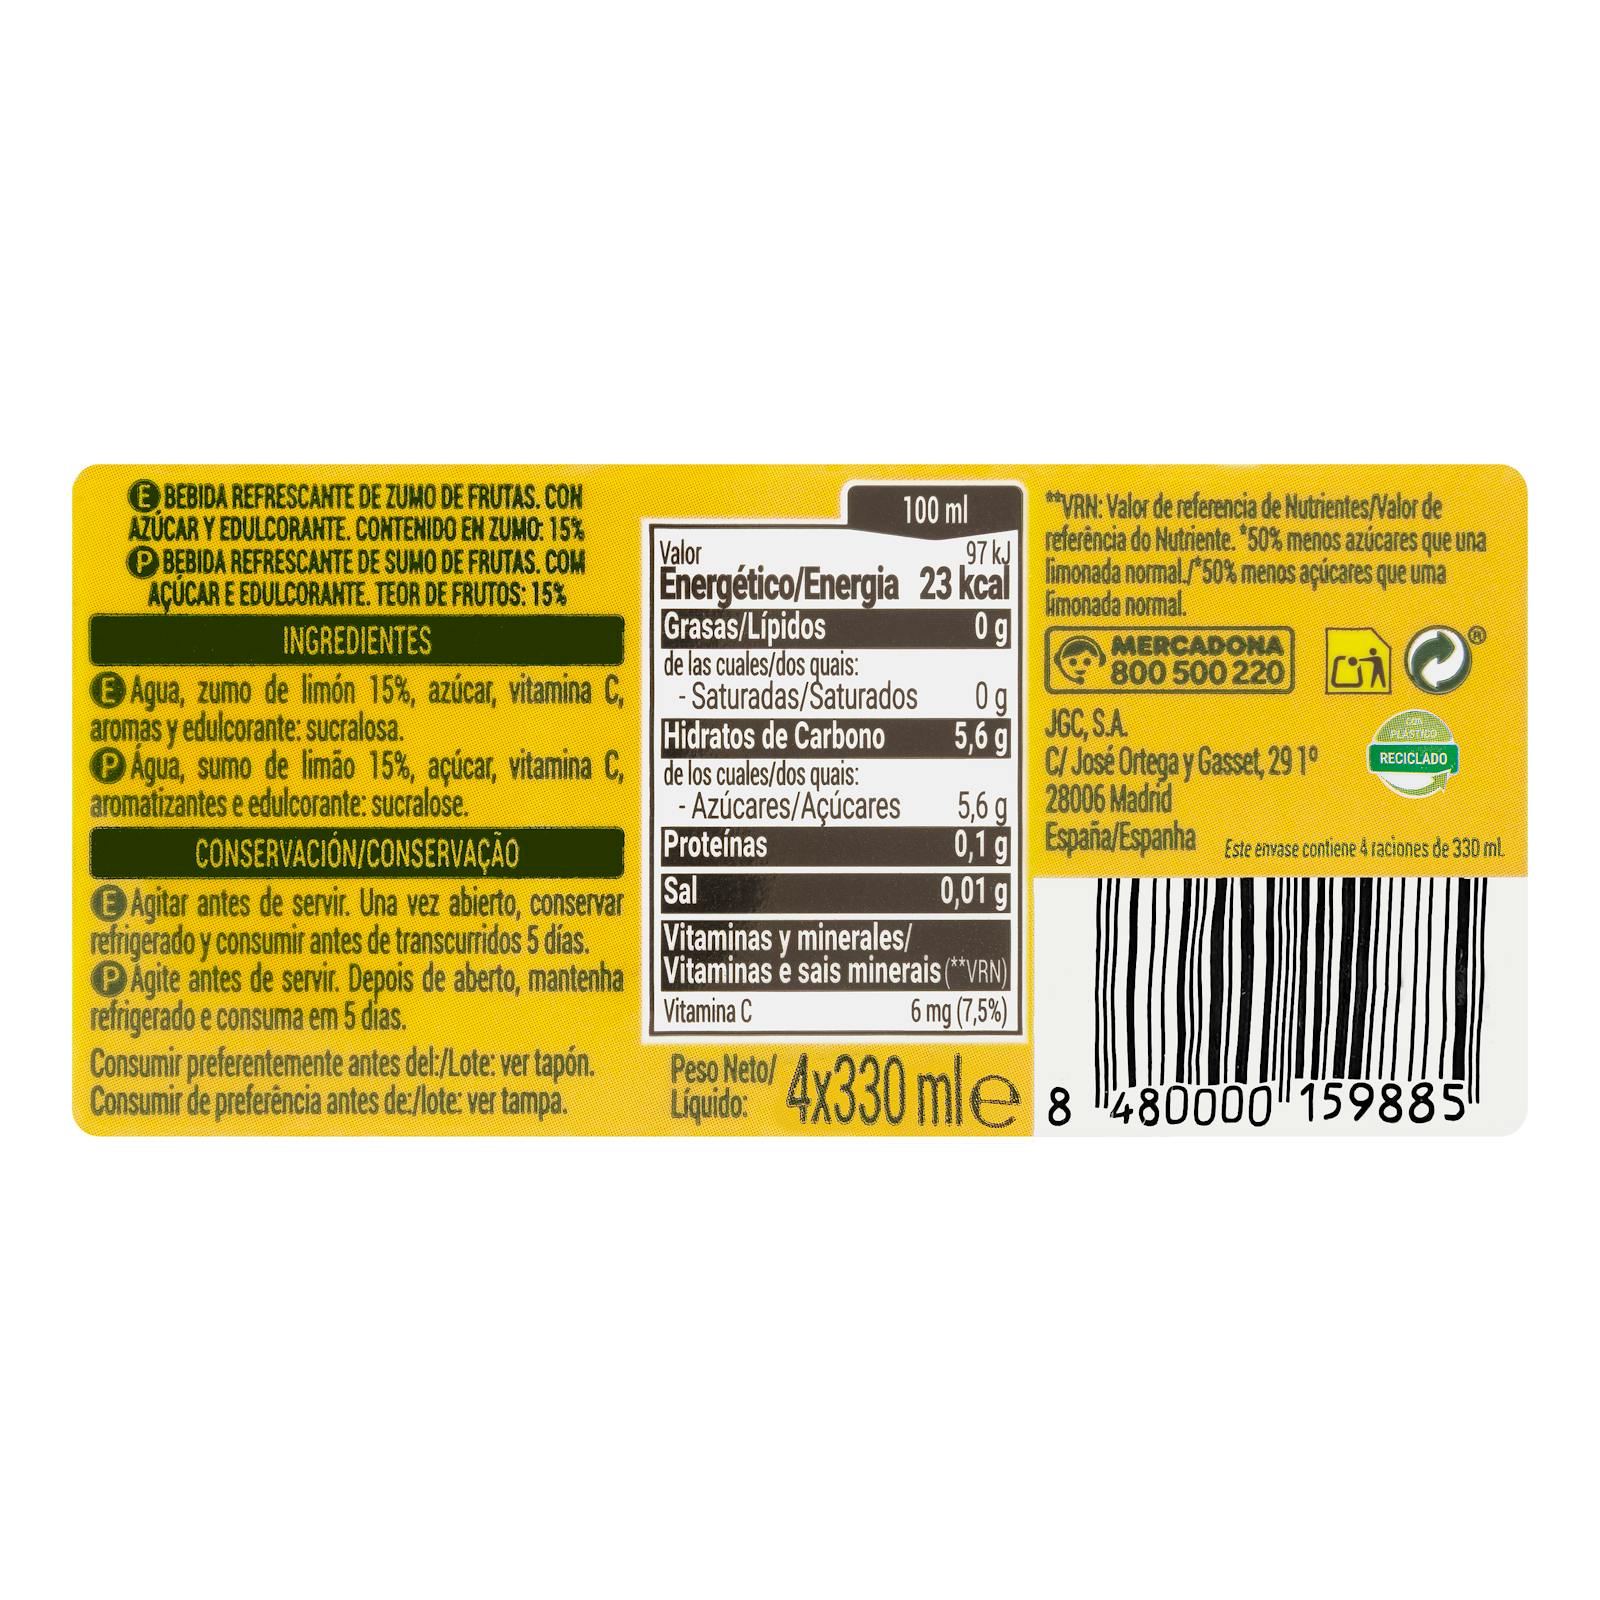 E BEBIDA REFRESCANTE DE ZUMO DE FRUTAS. CON
AZÚCAR Y EDULCORANTE. CONTENIDO EN ZUMO: 15%
P BEBIDA REFRESCANTE DE SUMO DE FRUTAS. COM
AÇÚCAR E EDULCORANTE. TEOR DE FRUTOS: 15%
INGREDIENTES
E Agua, zumo de limón 15%, azúcar, vitamina C,
aromas y edulcorante: sucralosa.
P Água, sumo de limão 15%, açúcar, vitamina C,
aromatizantes e edulcorante: sucralose.
CONSERVACIÓN/CONSERVAÇÃO
E Agitar antes de servir. Una vez abierto, conservar
refrigerado y consumir antes de transcurridos 5 días.
P Agite antes de servir. Depois de aberto, mantenha
refrigerado e consuma em 5 dias.
Consumir preferentemente antes del:/Lote: ver tapón.
Consumir de preferência antes de:/lote: ver tampa.
100 ml
Valor 97 kJ
Energético/Energia 23 kcal
Grasas/Lípidos 0 g
de las cuales/dos quais:
- Saturadas/Saturados 0 g
Hidratos de Carbono 5,6 g
de los cuales/dos quais:
- Azúcares/Açúcares 5,6 g
Proteínas 0,1 g
Sal 0,01 g
Vitaminas y minerales/
Vitaminas e sais minerais (**VRN)
Vitamina C 6 mg (7,5%)
Peso Neto/
Líquido: 4x330 ml e
**VRN: Valor de referencia de Nutrientes/Valor de
referência do Nutriente. *50% menos azúcares que una
limonada normal./*50% menos açúcares que uma
limonada normal.
MERCADONA
800 500 220
®
JGC, S.A.
C/ José Ortega y Gasset, 29 1º
28006 Madrid
España/Espanha
CON
PLÁSTICO
RECICLADO
Este envase contiene 4 raciones de 330 ml.
8 480000 159885